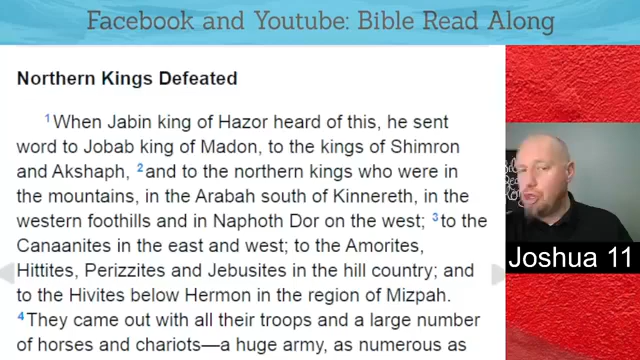 Facebook and Youtube: Bible Read Along
Northern Kings Defeated
1 When Jabin king of Hazor heard of this, he sent
word to Jobab king of Madon, to the kings of Shimron
and Akshaph, 2 and to the northern kings who were in
the mountains, in the Arabah south of Kinnereth, in the
western foothills and in Naphoth Dor on the west; 3 to the
Canaanites in the east and west; to the Amorites,
Hittites, Perizzites and Jebusites in the hill country; and
to the Hivites below Hermon in the region of Mizpah.
4 They came out with all their troops and a large number
of horses and chariots—a huge army, as numerous as
Joshua 11